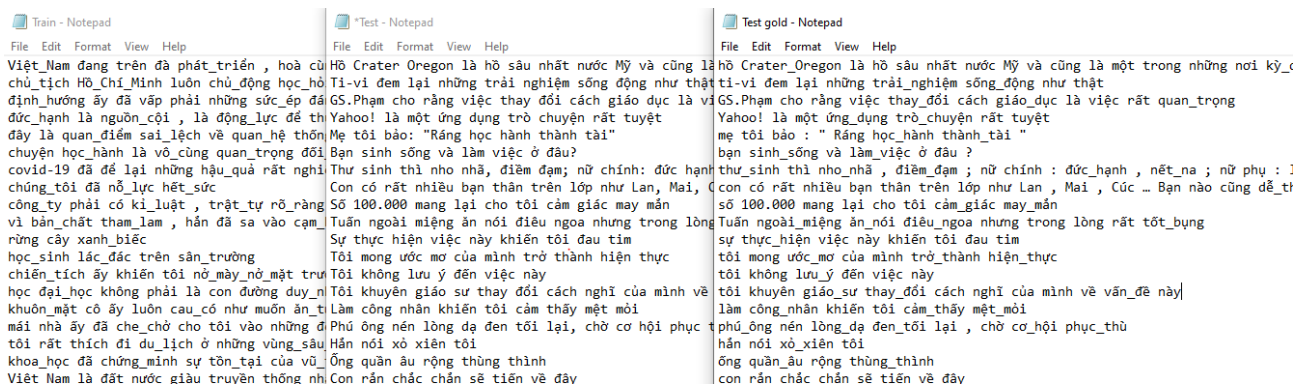 Train - Notepad
File Edit Format View Help
Việt_Nam đang trên đà phát_triển , hoà
chủ_tịch Hồ_Chí_Minh luôn chủ_động
định_hướng ấy đã vấp phải những sức_ép
đức_hạnh là nguồn_cội , là động_lực để
đây là quan_điểm sai_lệch về quan_hệ
chuyện học_hành là vô_cùng quan_trọng
covid-19 đã để lại những hậu_quả rất
chúng_tôi đã nỗ_lực hết_sức
công_ty phải có kỉ_luật , trật_tự rõ_ràng
vì bản_chất tham_lam , hắn đã sa vào
rừng cây xanh_biếc
học_sinh lác_đác trên sân_trường
chiến_tích ấy khiến tôi nở_mày_nở_mặt
học đại_học không phải là con đường
khuôn_mặt cô ấy luôn cau_có như muốn
mái nhà ấy đã che_chở cho tôi vào những
tôi rất thích đi du_lịch ở những
khoa_học đã chứng_minh sự tồn_tại của
Việt Nam là đất nước giàu truyền thống
*Test - Notepad
File Edit Format View Help
Hồ Crater Oregon là hồ sâu nhất nước Mỹ và cũng
Ti-vi đem lại những trải nghiệm sống động như thật
GS.Phạm cho rằng việc thay đổi cách giáo dục là
Yahoo! là một ứng dụng trò chuyện rất tuyệt
Mẹ tôi bảo: "Ráng học hành thành tài"
Bạn sinh sống và làm việc ở đâu?
Thư sinh thì nho nhã, điềm đạm; nữ chính: đức hạnh
Con có rất nhiều bạn thân trên lớp như Lan, Mai,
Số 100.000 mang lại cho tôi cảm giác may mắn
Tuấn ngoài miệng ăn nói điêu ngoa nhưng trong lòng
Sự thực hiện việc này khiến tôi đau tim
Tôi mong ước mơ của mình trở thành hiện thực
Tôi không lưu ý đến việc này
Tôi khuyên giáo sư thay đổi cách nghĩ của mình về
Làm công nhân khiến tôi cảm thấy mệt mỏi
Phú ông nén lòng dạ đen tối lại, chờ cơ hội phục
Hắn nói xỏ xiên tôi
Ống quần âu rộng thùng thình
Con rắn chắc chắn sẽ tiến về đây
Test gold - Notepad
File Edit Format View Help
hồ Crater_Oregon là hồ sâu nhất nước Mỹ và cũng là một trong những nơi
ti-vi đem lại những trải_nghiệm sống_động như thật
GS.Phạm cho rằng việc thay_đổi cách giáo_dục là việc rất quan_trọng
Yahoo! là một ứng_dụng trò_chuyện rất tuyệt
mẹ tôi bảo : " Ráng học_hành thành_tài "
bạn sinh_sống và làm_việc ở đâu ?
thư_sinh thì nho_nhã , điềm_đạm ; nữ chính : đức_hạnh , nết_na ; nữ phụ :
con có rất nhiều bạn thân trên lớp như Lan , Mai , Cúc … Bạn nào cũng
số 100.000 mang lại cho tôi cảm_giác may_mắn
Tuấn ngoài_miệng ăn_nói điêu_ngoa nhưng trong lòng rất tốt_bụng
sự thực_hiện việc này khiến tôi đau tim
tôi mong ước_mơ của mình trở_thành hiện_thực
tôi không lưu_ý đến việc này
tôi khuyên giáo_sư thay_đổi cách nghĩ của mình về vấn_đề này
làm công_nhân khiến tôi cảm_thấy mệt_mỏi
phú_ông nén lòng_dạ đen_tối lại , chờ cơ_hội phục_thù
hắn nói xỏ_xiên tôi
ống quần_âu rộng thùng_thình
con rắn chắc chắn sẽ tiến về đây